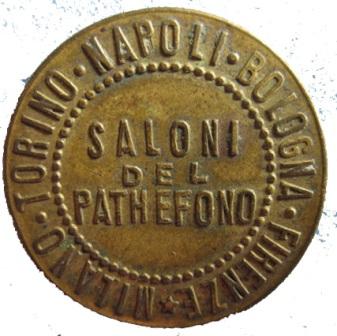 MILANO · TORINO · NAPOLI · BOLOGNA · FIRENZE ★
SALONI
DEL
PATHEFONO